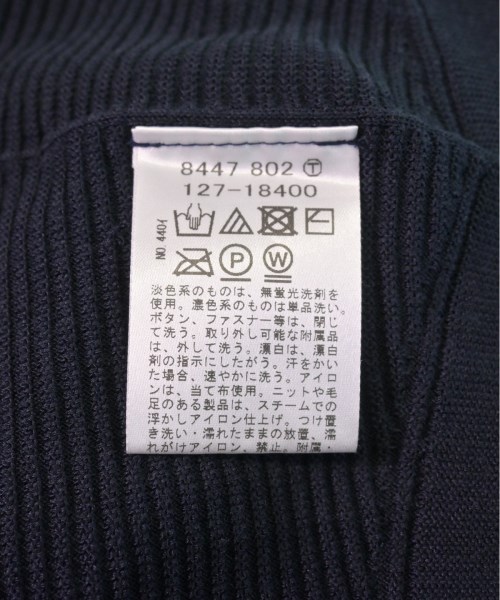 8447 802 Ⓣ
127-18400
NO.440イ
P W
淡色系のものは、無蛍光洗剤を
使用。濃色系のものは単品洗い。
ボタン、ファスナー等は、閉じ
て洗う。取り外し可能な附属品
は、外して洗う。漂白は、漂白
剤の指示にしたがう。汗をかい
た場合、速やかに洗う。アイロ
ンは、当て布使用。ニットや毛
足のある製品は、スチームでの
浮かしアイロン仕上げ。つけ置
き洗い・濡れたままの放置、濡
れがけアイロン、禁止。附属・